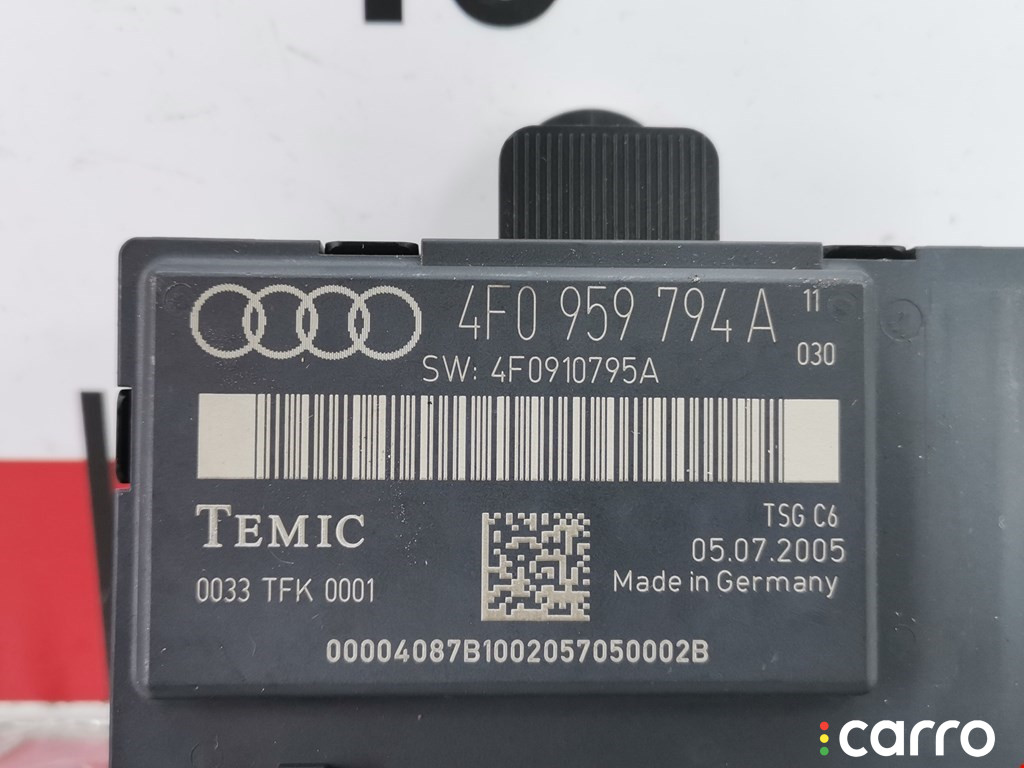 4F0 959 794 A 11
030
SW: 4F0910795A
TEMIC
TSG C6
05.07.2005
0033 TFK 0001
Made in Germany
00004087B1002057050002B
carro